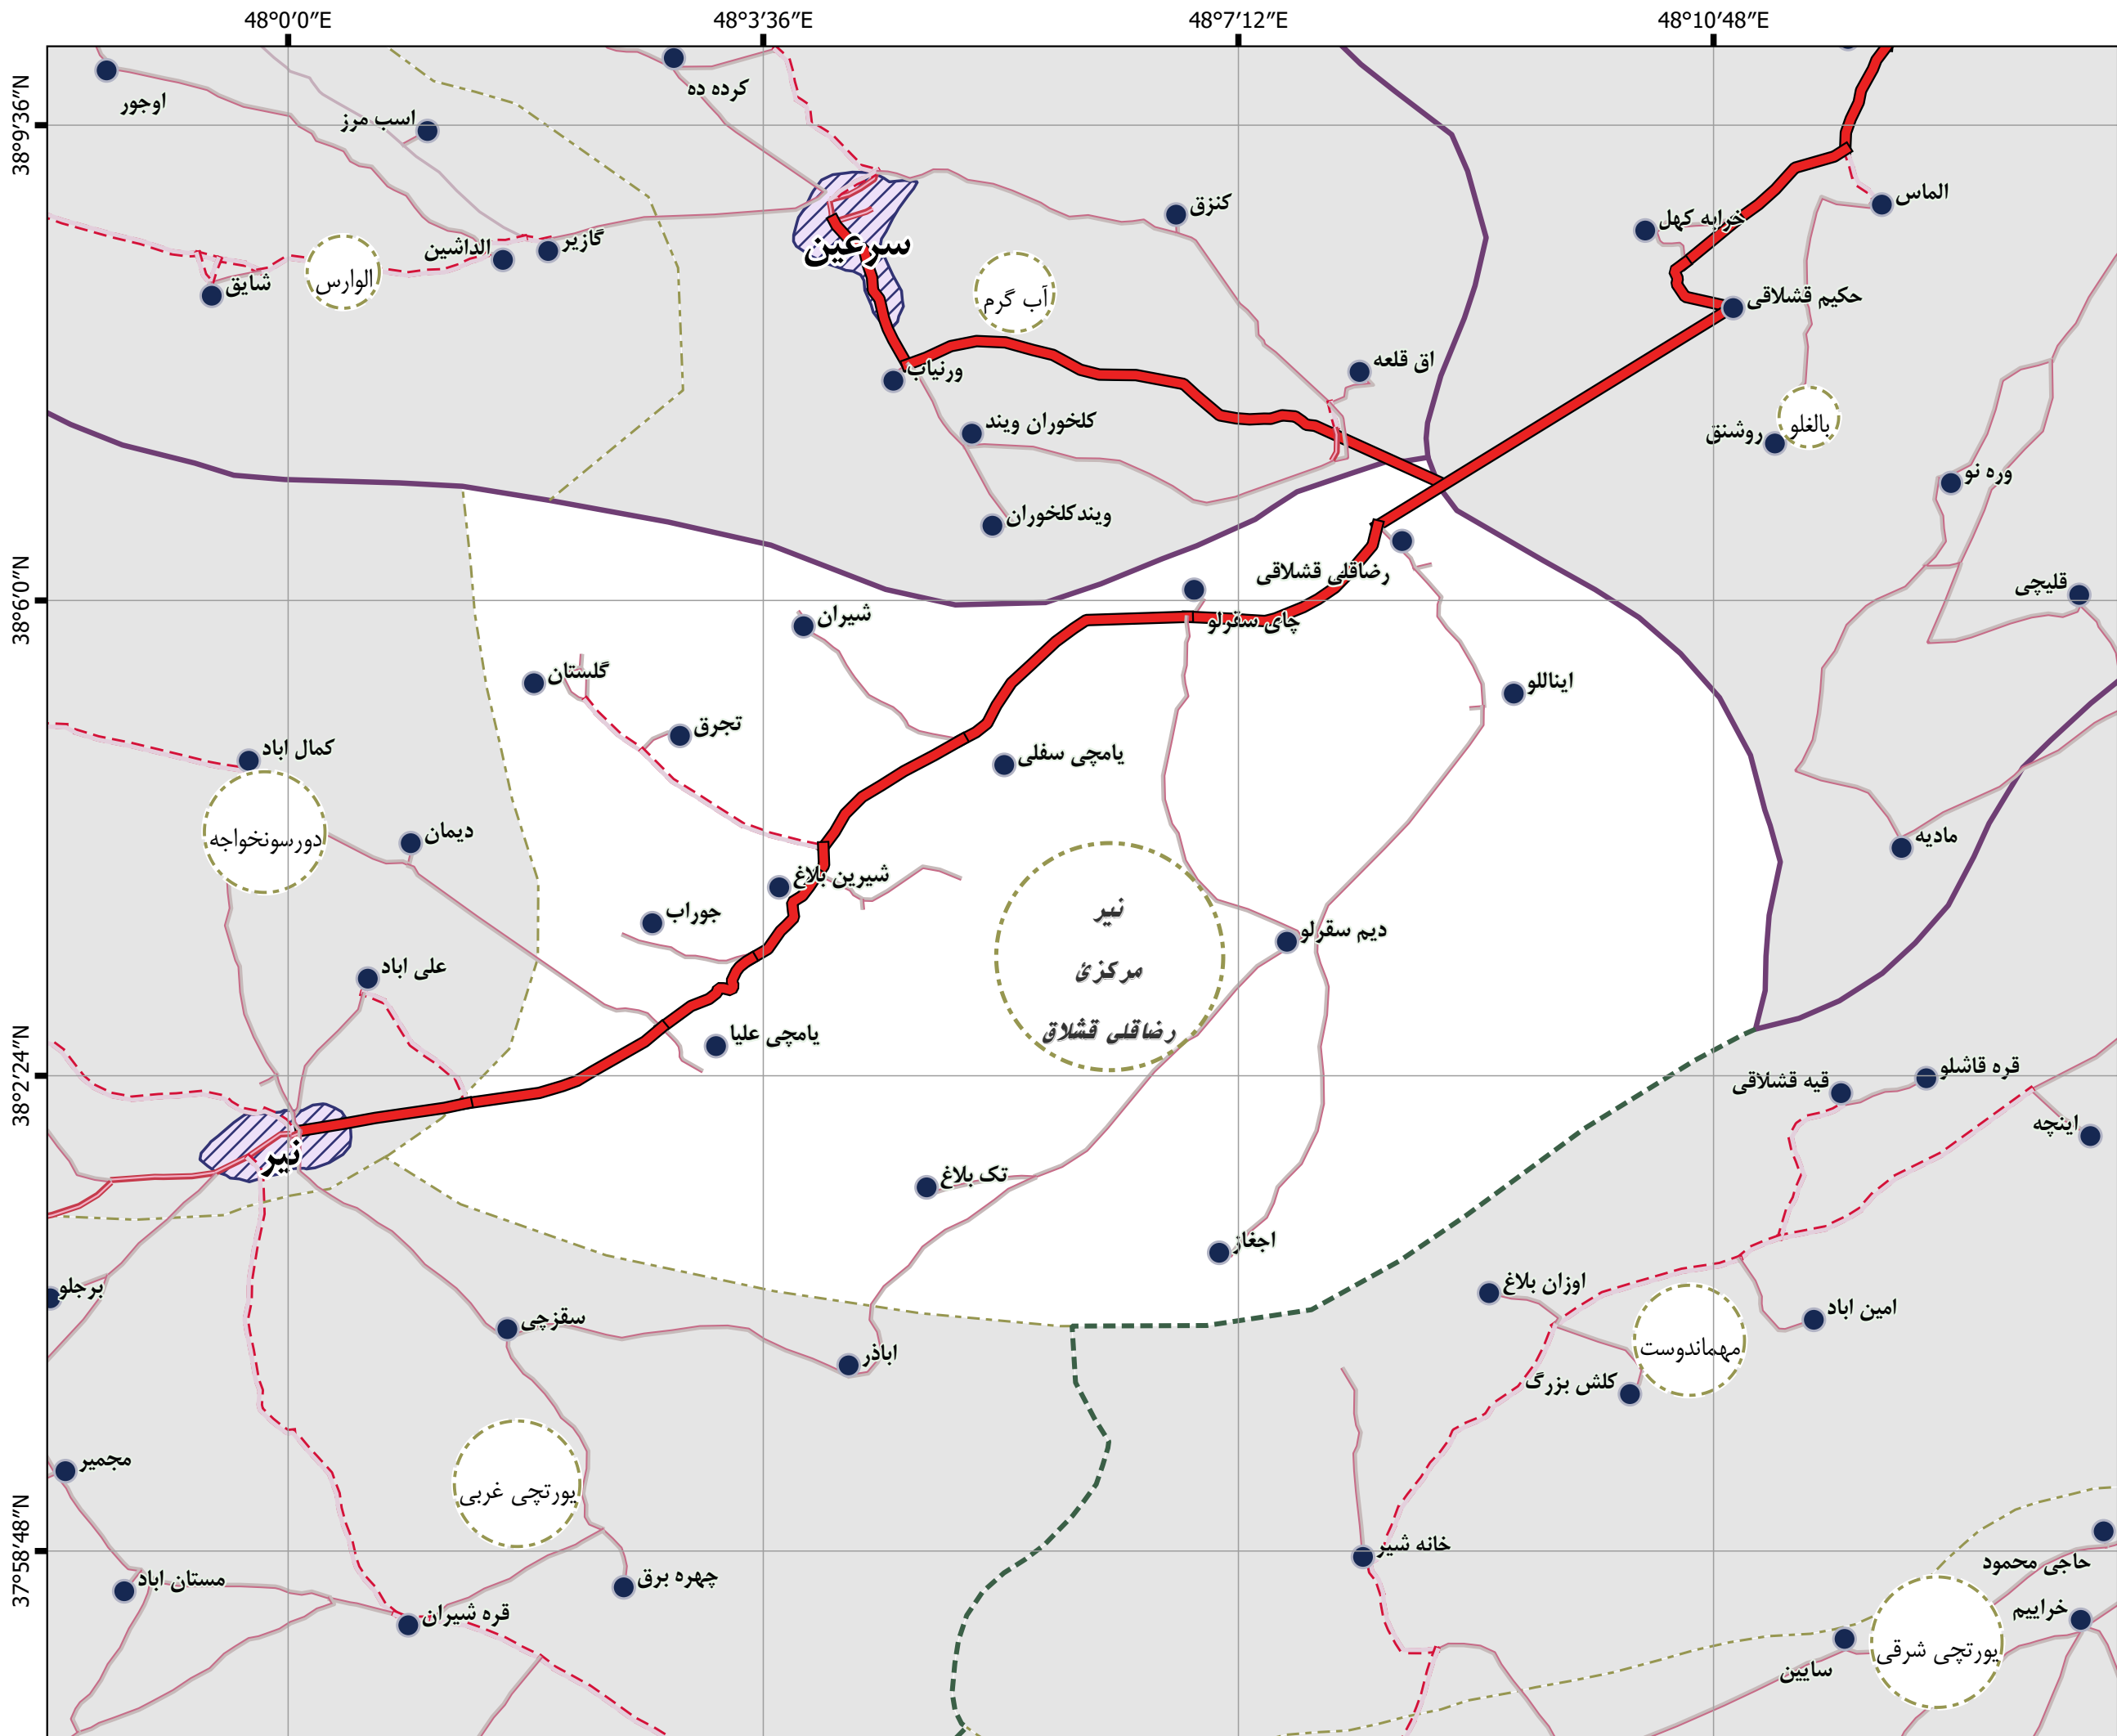 48°0′0″E
48°3′36″E
48°7′12″E
48°10′48″E
38°9′36″N
38°6′0″N
38°2′24″N
37°58′48″N
اوجور
اسب مرز
کرده ده
کنزق
الماس
خرابه کهل
سرعین
گازیر
الداشین
الوارس
شایق
آب گرم
حکیم قشلاقی
ورنیاب
اق قلعه
کلخوران ویند
بالغلو
روشنق
وره نو
ویندکلخوران
رضاقلی قشلاقی
قلیچی
چای سقرلو
شیران
گلستان
ایناللو
تجرق
کمال اباد
یامچی سفلی
دورسونخواجه
دیمان
مادیه
شیرین بلاغ
جوراب
نیر
مرکزئ
رضاقلی قشلاق
دیم سقرلو
علی اباد
یامچی علیا
قره قاشلو
قیه قشلاقی
اینچه
نیر
تک بلاغ
اجغاز
برجلو
اوزان بلاغ
امین اباد
سقزچی
مهماندوست
اباذر
کلش بزرگ
مجمیر
یورتچی غربی
خانه شیر
حاجی محمود
مستان اباد
چهره برق
قره شیران
خراییم
یورتچی شرقی
سایین